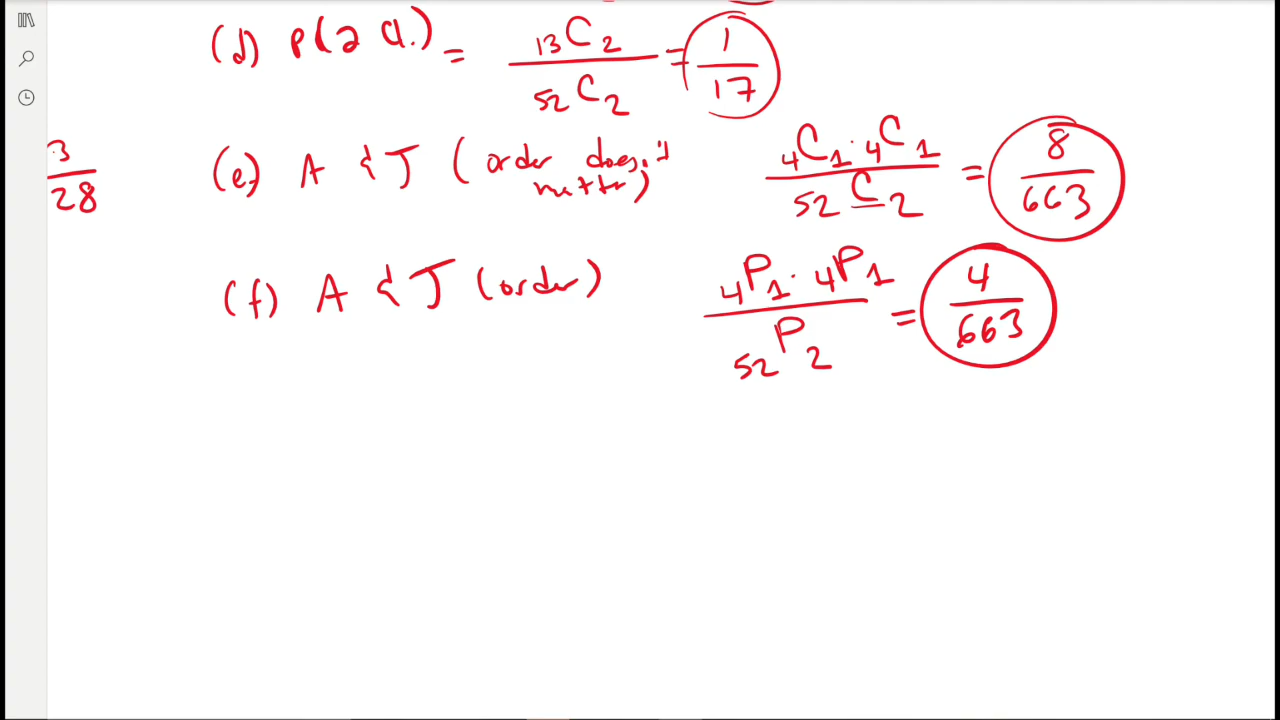 (d) P(2 Cl.) = 13C2 / 52C2 = 1/17
3/28
(e) A & J (order doesn't matter) 4C1 · 4C1 / 52C2 = 8/663
(f) A & J (order) 4P1 · 4P1 / 52P2 = 4/663